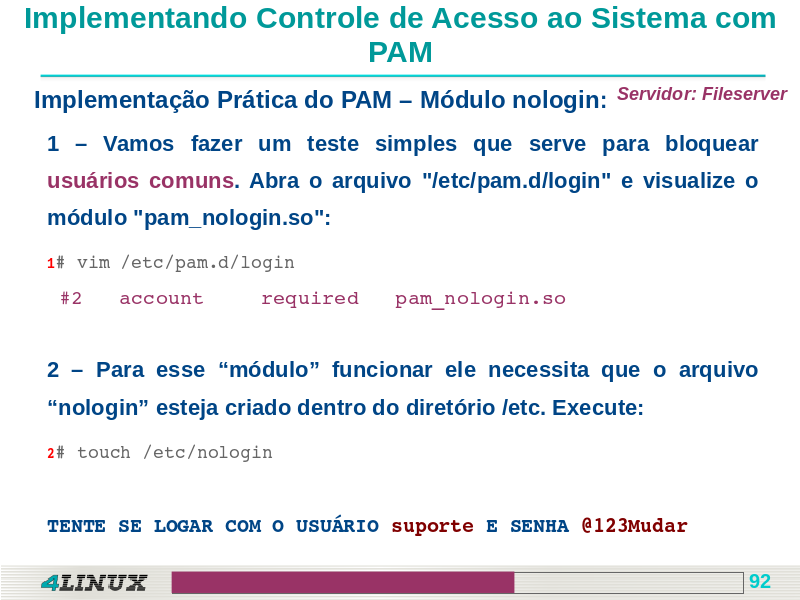 Implementando Controle de Acesso ao Sistema com
PAM
Implementação Prática do PAM – Módulo nologin: Servidor: Fileserver
1 – Vamos fazer um teste simples que serve para bloquear
usuários comuns. Abra o arquivo "/etc/pam.d/login" e visualize o
módulo "pam_nologin.so":
1# vim /etc/pam.d/login
#2 account required pam_nologin.so
2 – Para esse “módulo” funcionar ele necessita que o arquivo
“nologin” esteja criado dentro do diretório /etc. Execute:
2# touch /etc/nologin
TENTE SE LOGAR COM O USUÁRIO suporte E SENHA @123Mudar
4LINUX 92